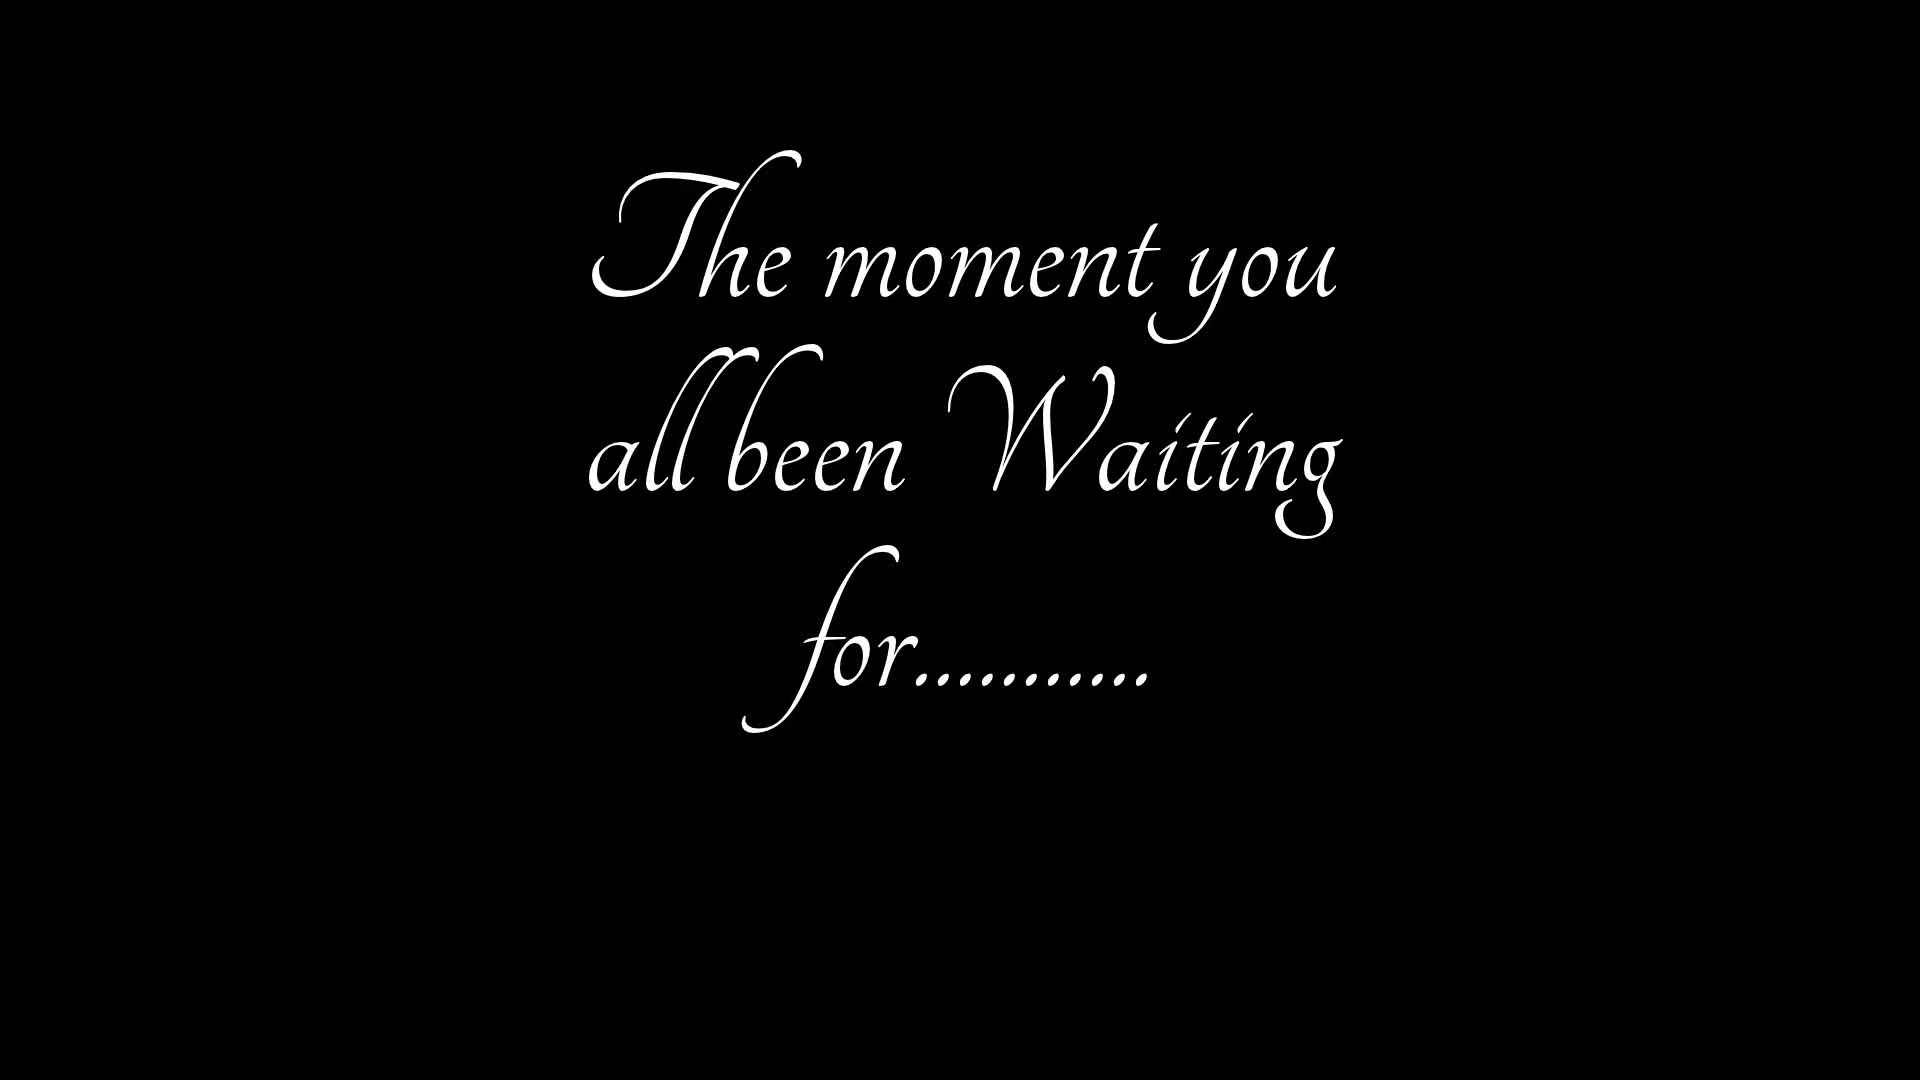 The moment you
all been Waiting
for...........